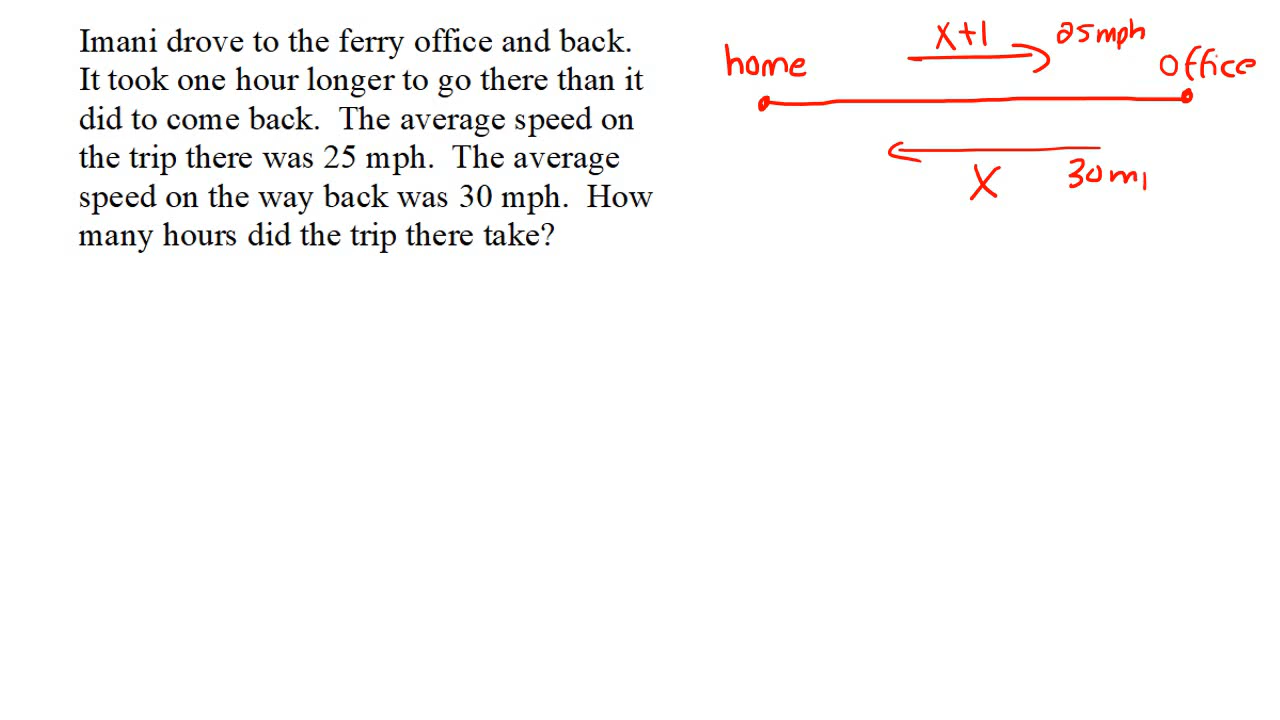 Imani drove to the ferry office and back.
It took one hour longer to go there than it
did to come back. The average speed on
the trip there was 25 mph. The average
speed on the way back was 30 mph. How
many hours did the trip there take?
x+1 25mph
home office
x 30m